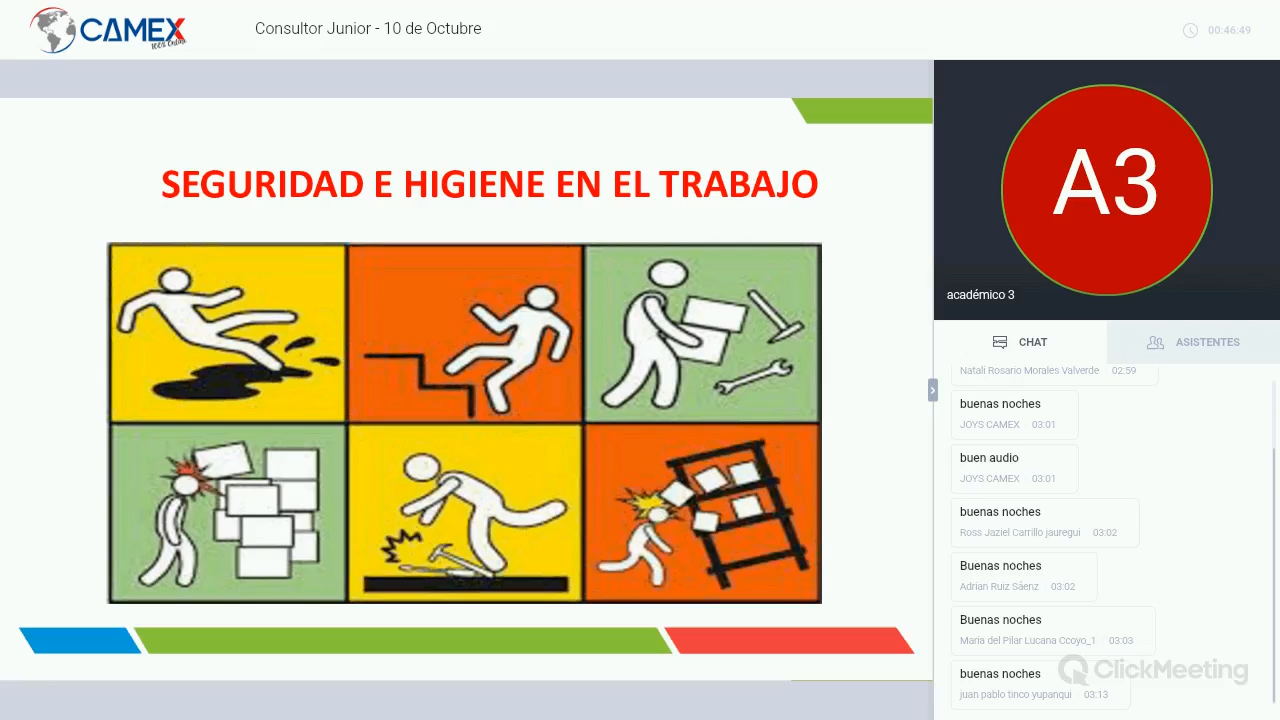 CAMEX
100% Online
Consultor Junior - 10 de Octubre
00:46:49
SEGURIDAD E HIGIENE EN EL TRABAJO
A3
académico 3
CHAT
ASISTENTES
Natali Rosario Morales Valverde 02:59
buenas noches
JOYS CAMEX 03:01
buen audio
JOYS CAMEX 03:01
buenas noches
Ross Jaziel Carrillo jauregui 03:02
Buenas noches
Adrian Ruiz Sáenz 03:02
Buenas noches
Maria del Pilar Lucana Ccoyo_1 03:03
buenas noches
juan pablo tinco yupanqui 03:13
ClickMeeting